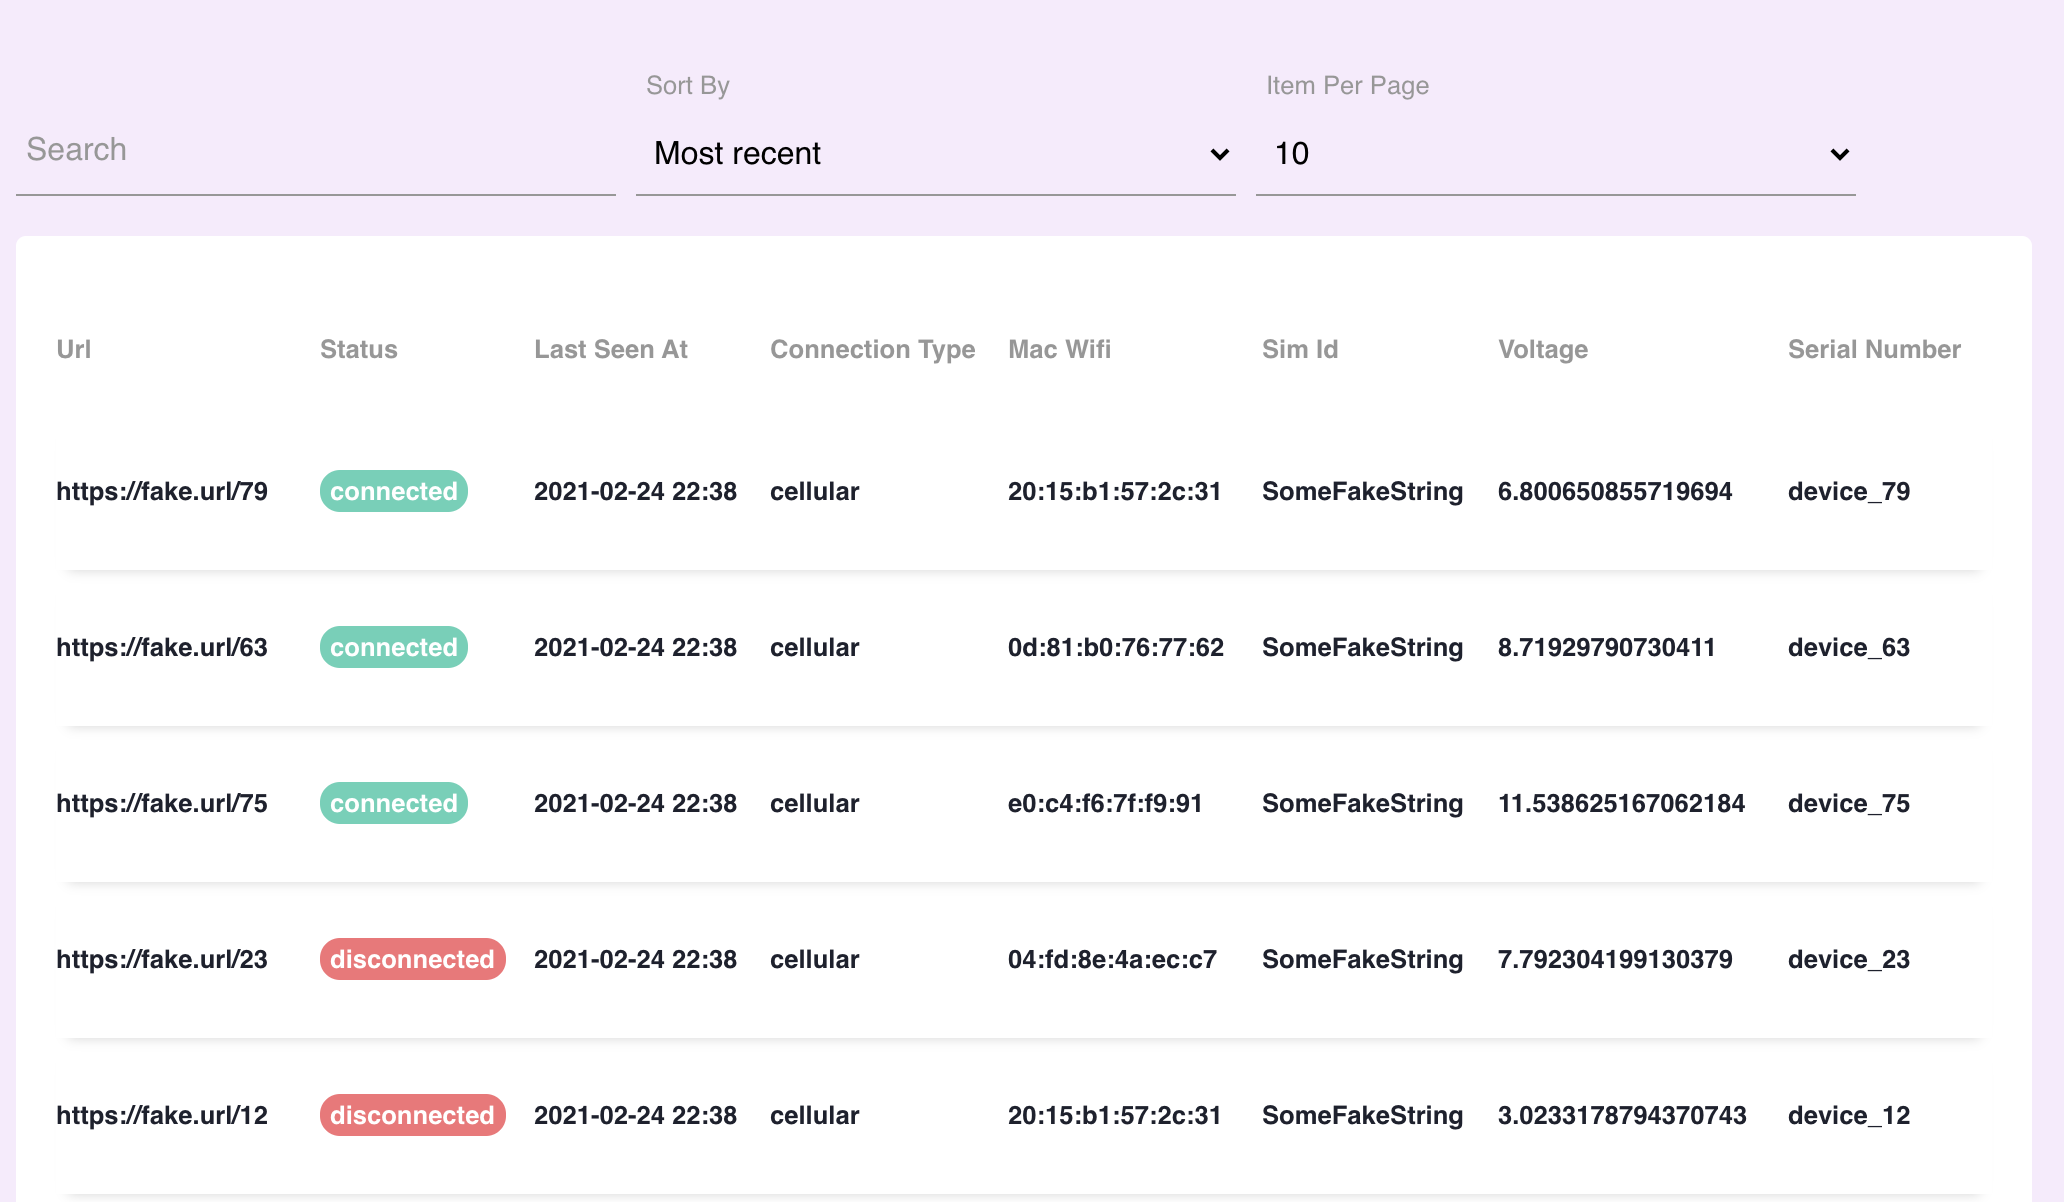 Sort By Item Per Page
Search Most recent 10
Url Status Last Seen At Connection Type Mac Wifi Sim Id Voltage Serial Number
https://fake.url/79 connected 2021-02-24 22:38 cellular 20:15:b1:57:2c:31 SomeFakeString 6.800650855719694 device_79
https://fake.url/63 connected 2021-02-24 22:38 cellular 0d:81:b0:76:77:62 SomeFakeString 8.71929790730411 device_63
https://fake.url/75 connected 2021-02-24 22:38 cellular e0:c4:f6:7f:f9:91 SomeFakeString 11.538625167062184 device_75
https://fake.url/23 disconnected 2021-02-24 22:38 cellular 04:fd:8e:4a:ec:c7 SomeFakeString 7.792304199130379 device_23
https://fake.url/12 disconnected 2021-02-24 22:38 cellular 20:15:b1:57:2c:31 SomeFakeString 3.0233178794370743 device_12